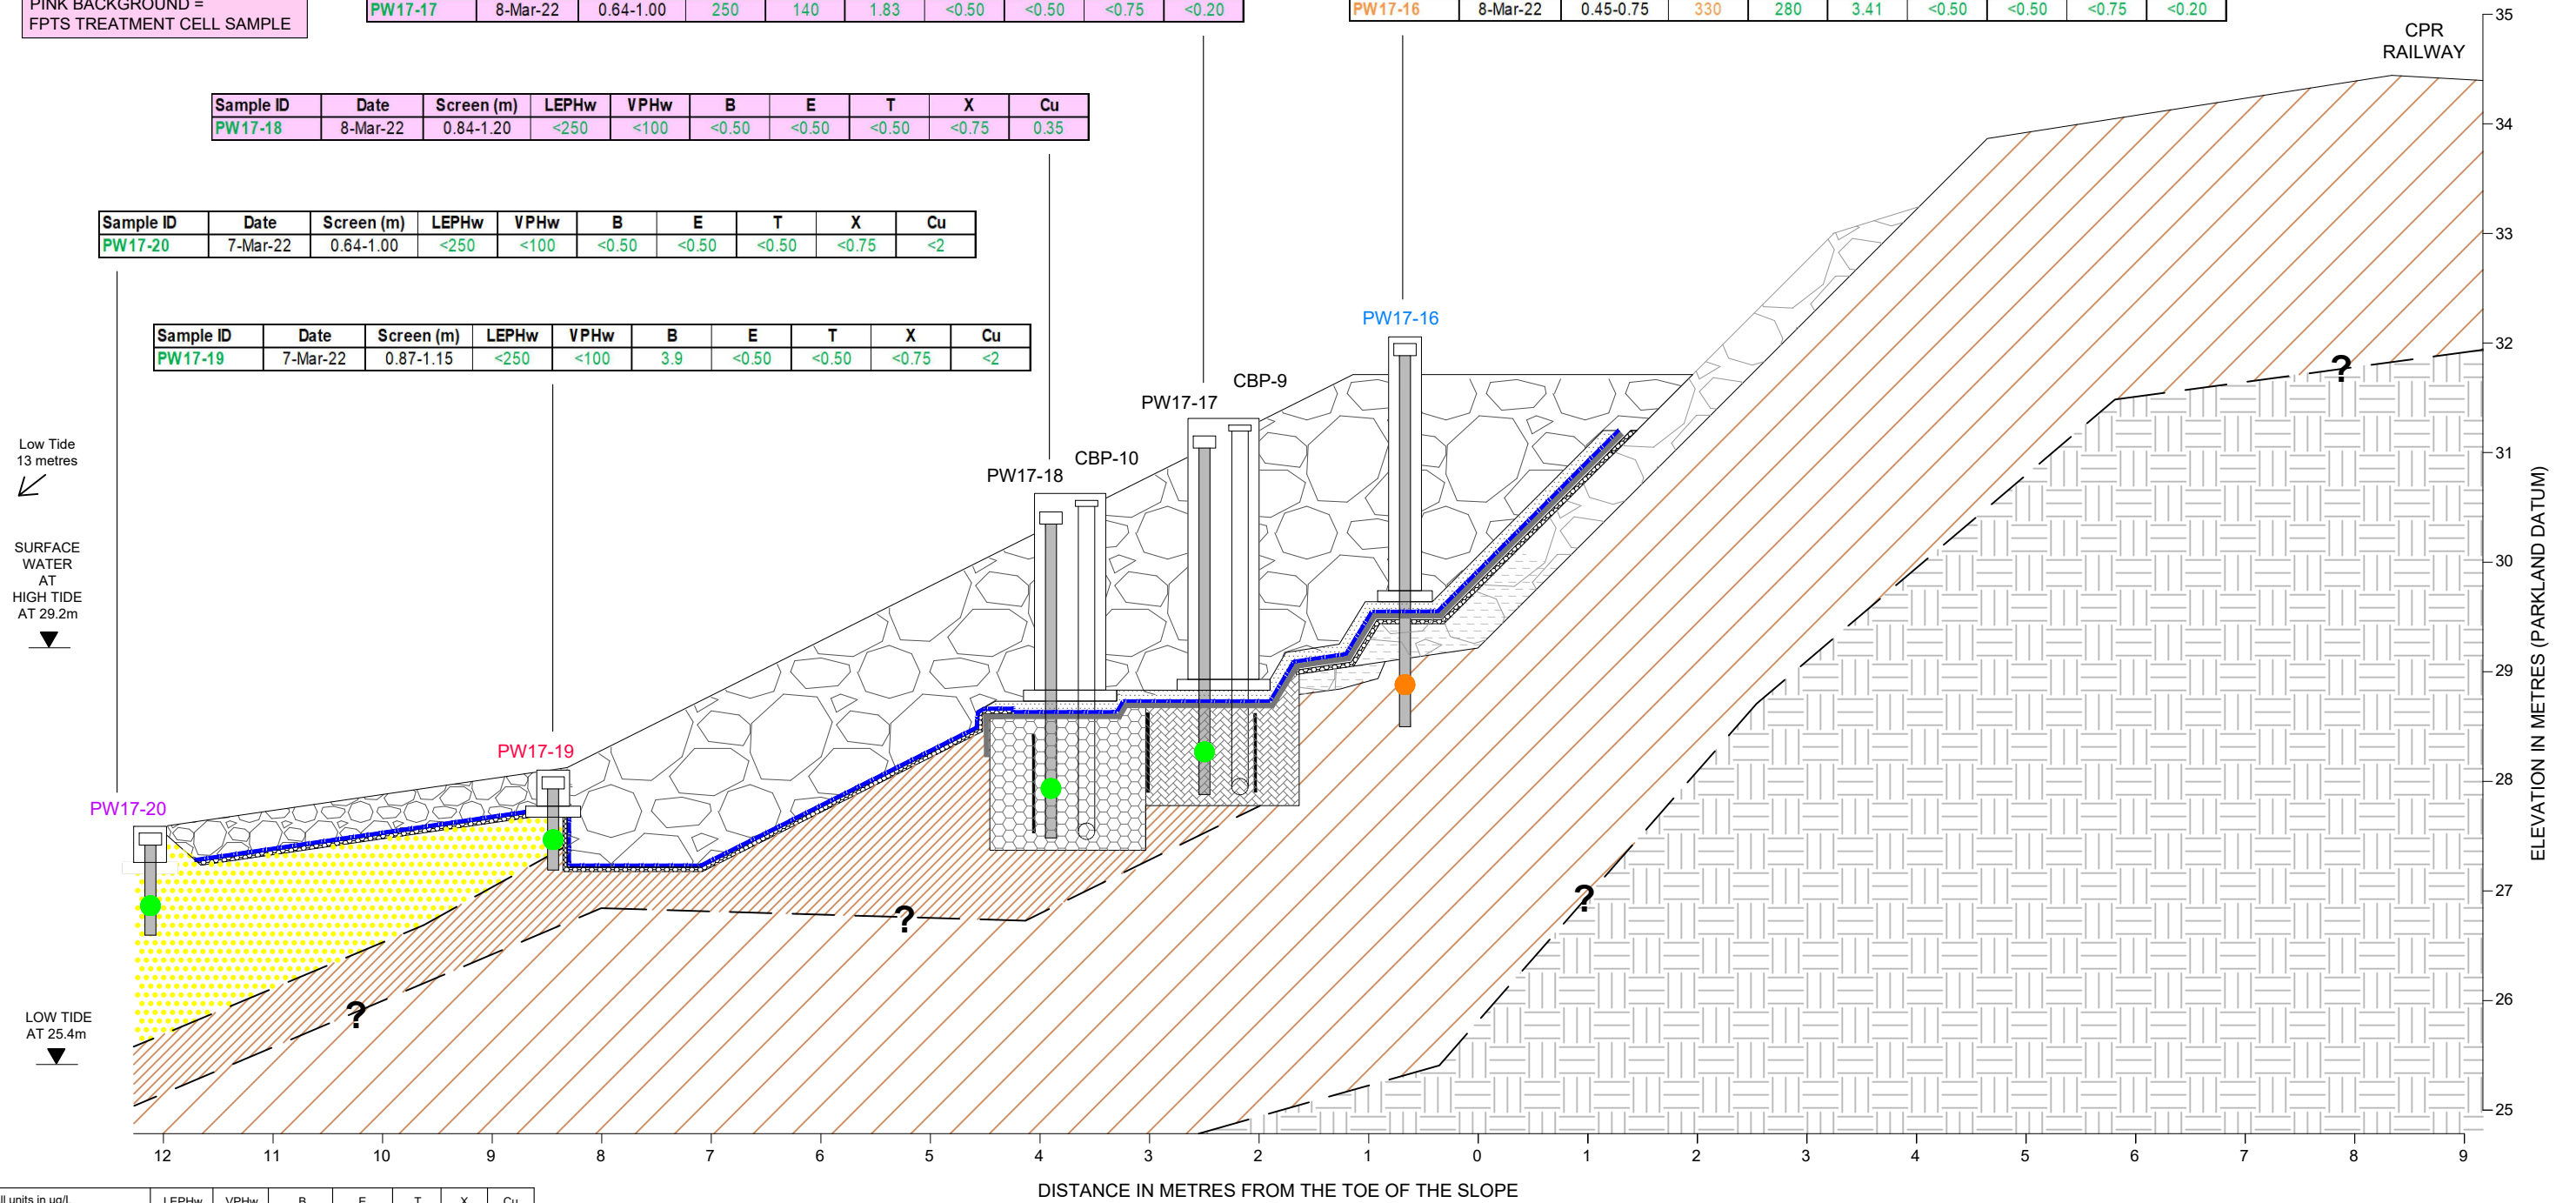 PINK BACKGROUND =
FPTS TREATMENT CELL SAMPLE
PW17-17 8-Mar-22 0.64-1.00 250 140 1.83 <0.50 <0.50 <0.75 <0.20
PW17-16 8-Mar-22 0.45-0.75 330 280 3.41 <0.50 <0.50 <0.75 <0.20
CPR
RAILWAY
Sample ID Date Screen (m) LEPHw VPHw B E T X Cu
PW17-18 8-Mar-22 0.84-1.20 <250 <100 <0.50 <0.50 <0.50 <0.75 0.35
Sample ID Date Screen (m) LEPHw VPHw B E T X Cu
PW17-20 7-Mar-22 0.64-1.00 <250 <100 <0.50 <0.50 <0.50 <0.75 <2
Sample ID Date Screen (m) LEPHw VPHw B E T X Cu
PW17-19 7-Mar-22 0.87-1.15 <250 <100 3.9 <0.50 <0.50 <0.75 <2
PW17-16
CBP-9
PW17-17
CBP-10
PW17-18
PW17-19
PW17-20
Low Tide
13 metres
SURFACE
WATER
AT
HIGH TIDE
AT 29.2m
LOW TIDE
AT 25.4m
?
?
?
?
35
34
33
32
31
30
29
28
27
26
25
ELEVATION IN METRES (PARKLAND DATUM)
12 11 10 9 8 7 6 5 4 3 2 1 0 1 2 3 4 5 6 7 8 9
DISTANCE IN METRES FROM THE TOE OF THE SLOPE
units in ug/L LEPHw VPHw B E T X Cu